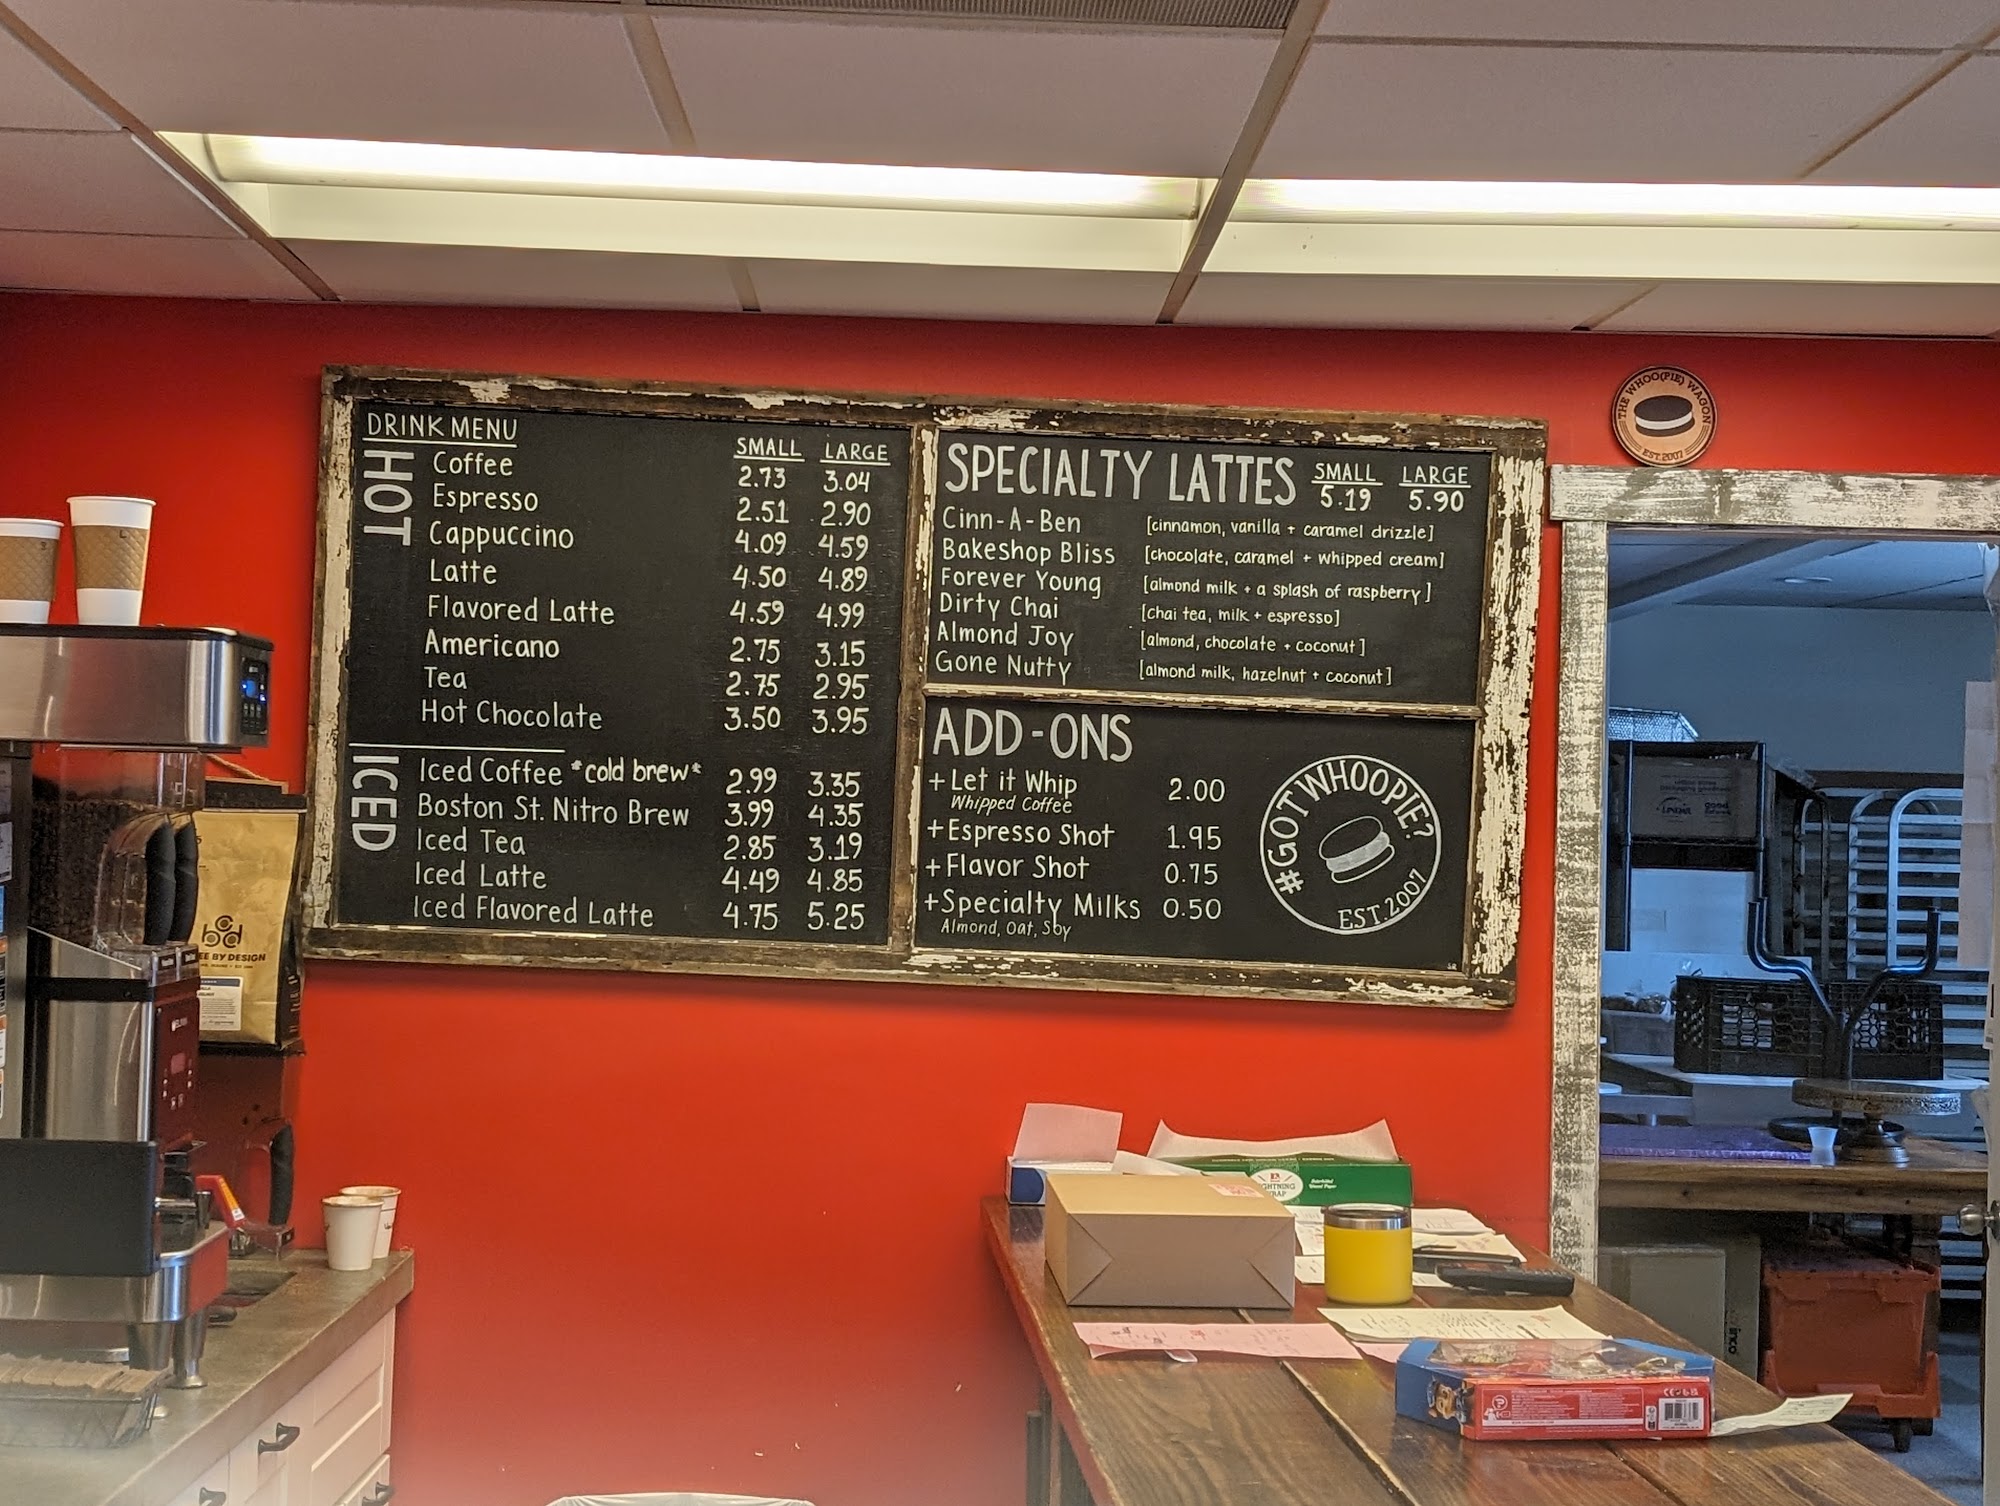 DRINK MENU
SMALL LARGE
HOT
Coffee 2.73 3.04
Espresso 2.51 2.90
Cappuccino 4.09 4.59
Latte 4.50 4.89
Flavored Latte 4.59 4.99
Americano 2.75 3.15
Tea 2.75 2.95
Hot Chocolate 3.50 3.95
ICED
Iced Coffee *cold brew* 2.99 3.35
Boston St. Nitro Brew 3.99 4.35
Iced Tea 2.85 3.19
Iced Latte 4.49 4.85
Iced Flavored Latte 4.75 5.25
SPECIALTY LATTES SMALL LARGE
5.19 5.90
Cinn-A-Ben [cinnamon, vanilla + caramel drizzle]
Bakeshop Bliss [chocolate, caramel + whipped cream]
Forever Young [almond milk + a splash of raspberry]
Dirty Chai [chai tea, milk + espresso]
Almond Joy [almond, chocolate + coconut]
Gone Nutty [almond milk, hazelnut + coconut]
ADD-ONS
+ Let it Whip 2.00
Whipped Coffee
+ Espresso Shot 1.95
+ Flavor Shot 0.75
+ Specialty Milks 0.50
Almond, Oat, Soy
#GOTWHOOPIE?
EST. 2007
THE WHOO(PIE) WAGON
EST. 2007
cbd
EE BY DESIGN
L